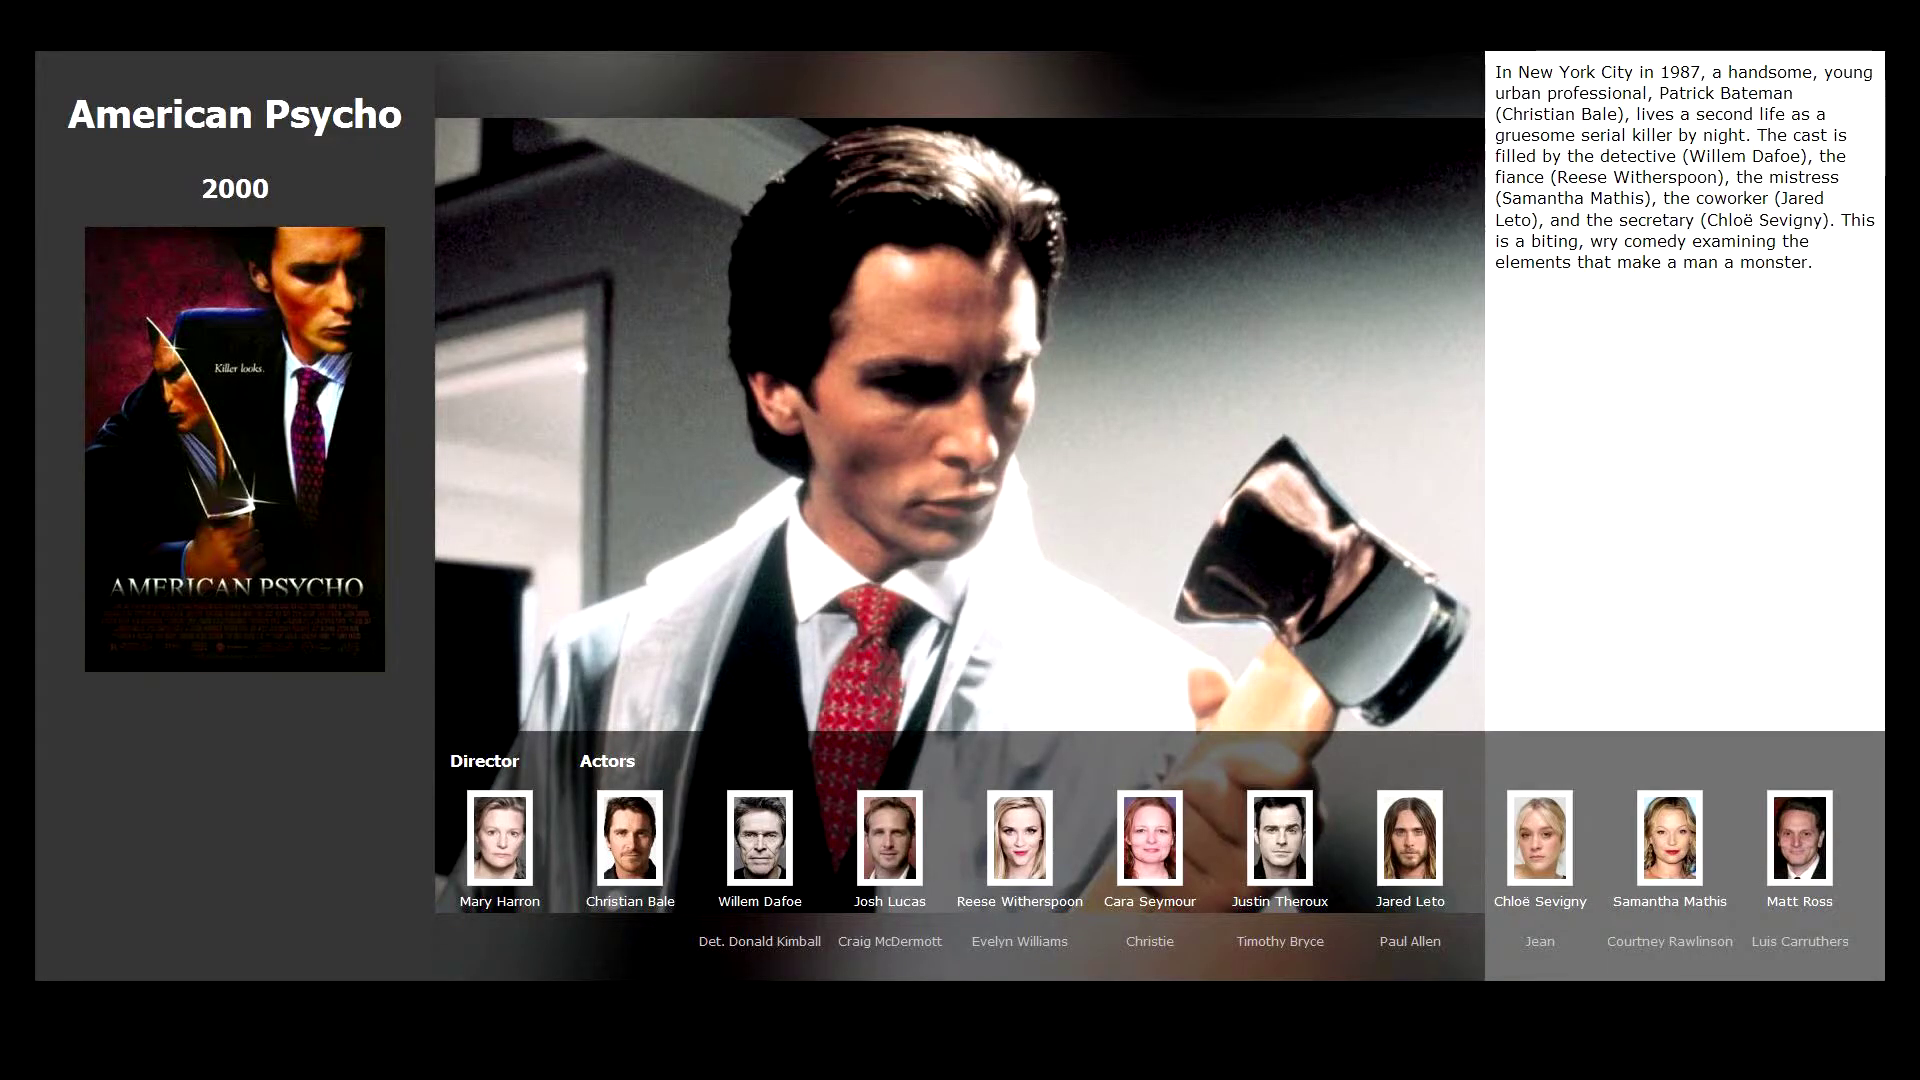 American Psycho
2000
Killer looks.
AMERICAN PSYCHO
In New York City in 1987, a handsome, young
urban professional, Patrick Bateman
(Christian Bale), lives a second life as a
gruesome serial killer by night. The cast is
filled by the detective (Willem Dafoe), the
fiance (Reese Witherspoon), the mistress
(Samantha Mathis), the coworker (Jared
Leto), and the secretary (Chloë Sevigny). This
is a biting, wry comedy examining the
elements that make a man a monster.
Director Actors
Mary Harron Christian Bale Willem Dafoe Josh Lucas Reese Witherspoon Cara Seymour Justin Theroux Jared Leto Chloë Sevigny Samantha Mathis Matt Ross
Det. Donald Kimball Craig McDermott Evelyn Williams Christie Timothy Bryce Paul Allen Jean Courtney Rawlinson Luis Carruthers